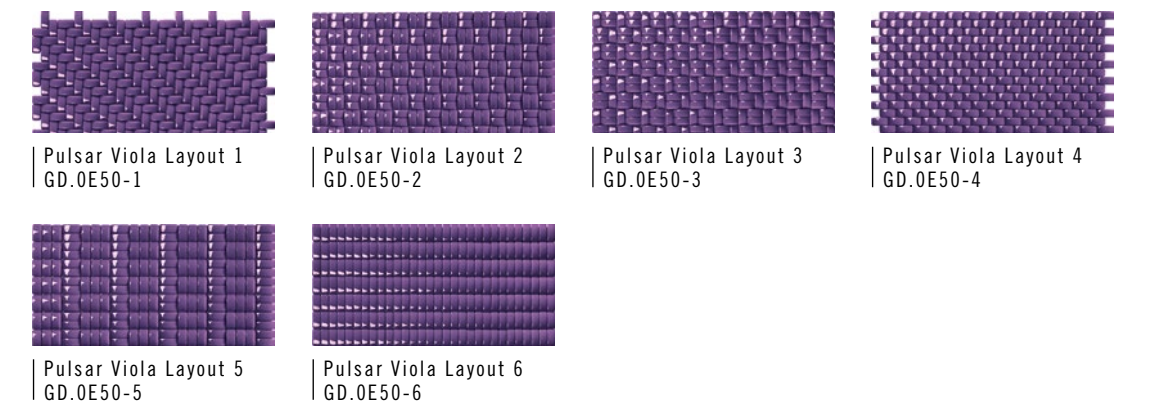 Pulsar Viola Layout 1
GD.0E50-1
Pulsar Viola Layout 2
GD.0E50-2
Pulsar Viola Layout 3
GD.0E50-3
Pulsar Viola Layout 4
GD.0E50-4
Pulsar Viola Layout 5
GD.0E50-5
Pulsar Viola Layout 6
GD.0E50-6